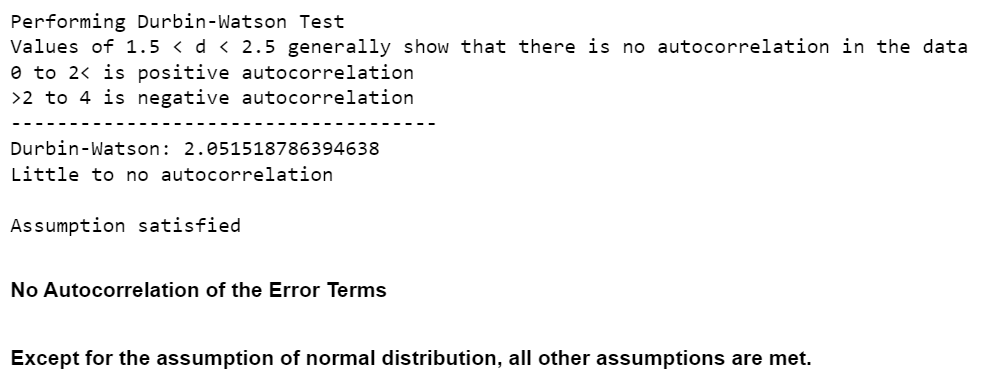 Performing Durbin-Watson Test
Values of 1.5 < d < 2.5 generally show that there is no autocorrelation in the data
0 to 2< is positive autocorrelation
>2 to 4 is negative autocorrelation
-------------------------------------
Durbin-Watson: 2.051518786394638
Little to no autocorrelation
Assumption satisfied
No Autocorrelation of the Error Terms
Except for the assumption of normal distribution, all other assumptions are met.